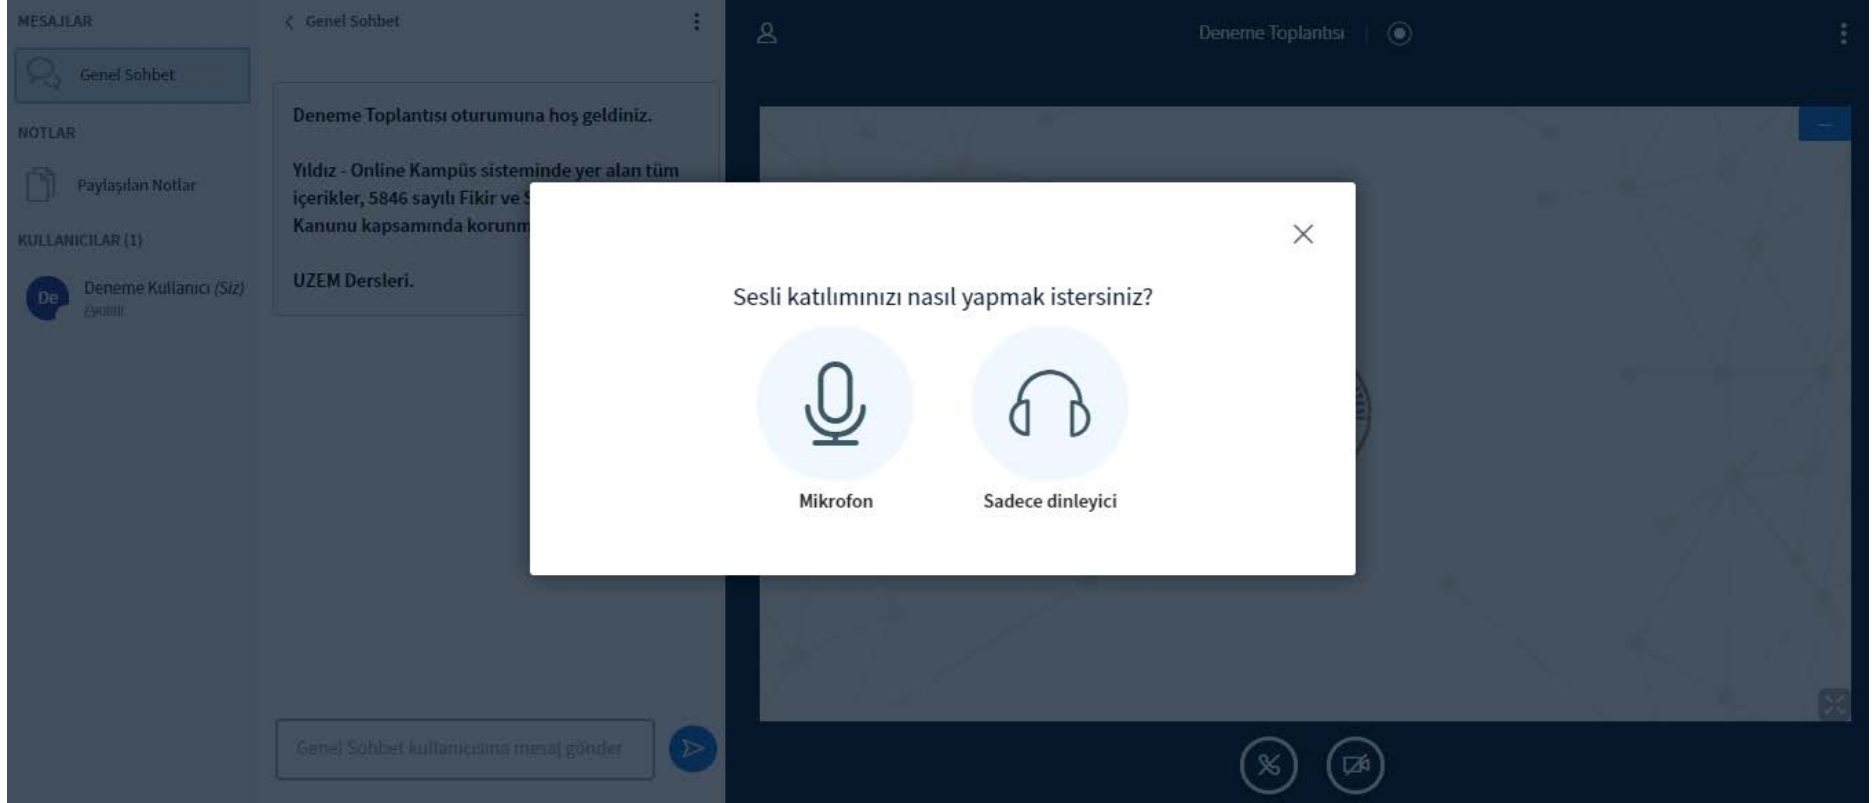 MESAJLAR
Genel Sohbet
NOTLAR
Paylaşılan Notlar
KULLANICILAR (1)
De
Deneme Kullanıcı (Siz)
Genel Sohbet
Deneme Toplantısı oturumuna hoş geldiniz.
Yıldız - Online Kampüs sisteminde yer alan tüm
içerikler, 5846 sayılı Fikir ve
Kanunu kapsamında
UZEM Dersleri.
Genel Sohbet kullanıcısına mesaj gönder
Deneme Toplantısı
Sesli katılımınızı nasıl yapmak istersiniz?
Mikrofon
Sadece dinleyici